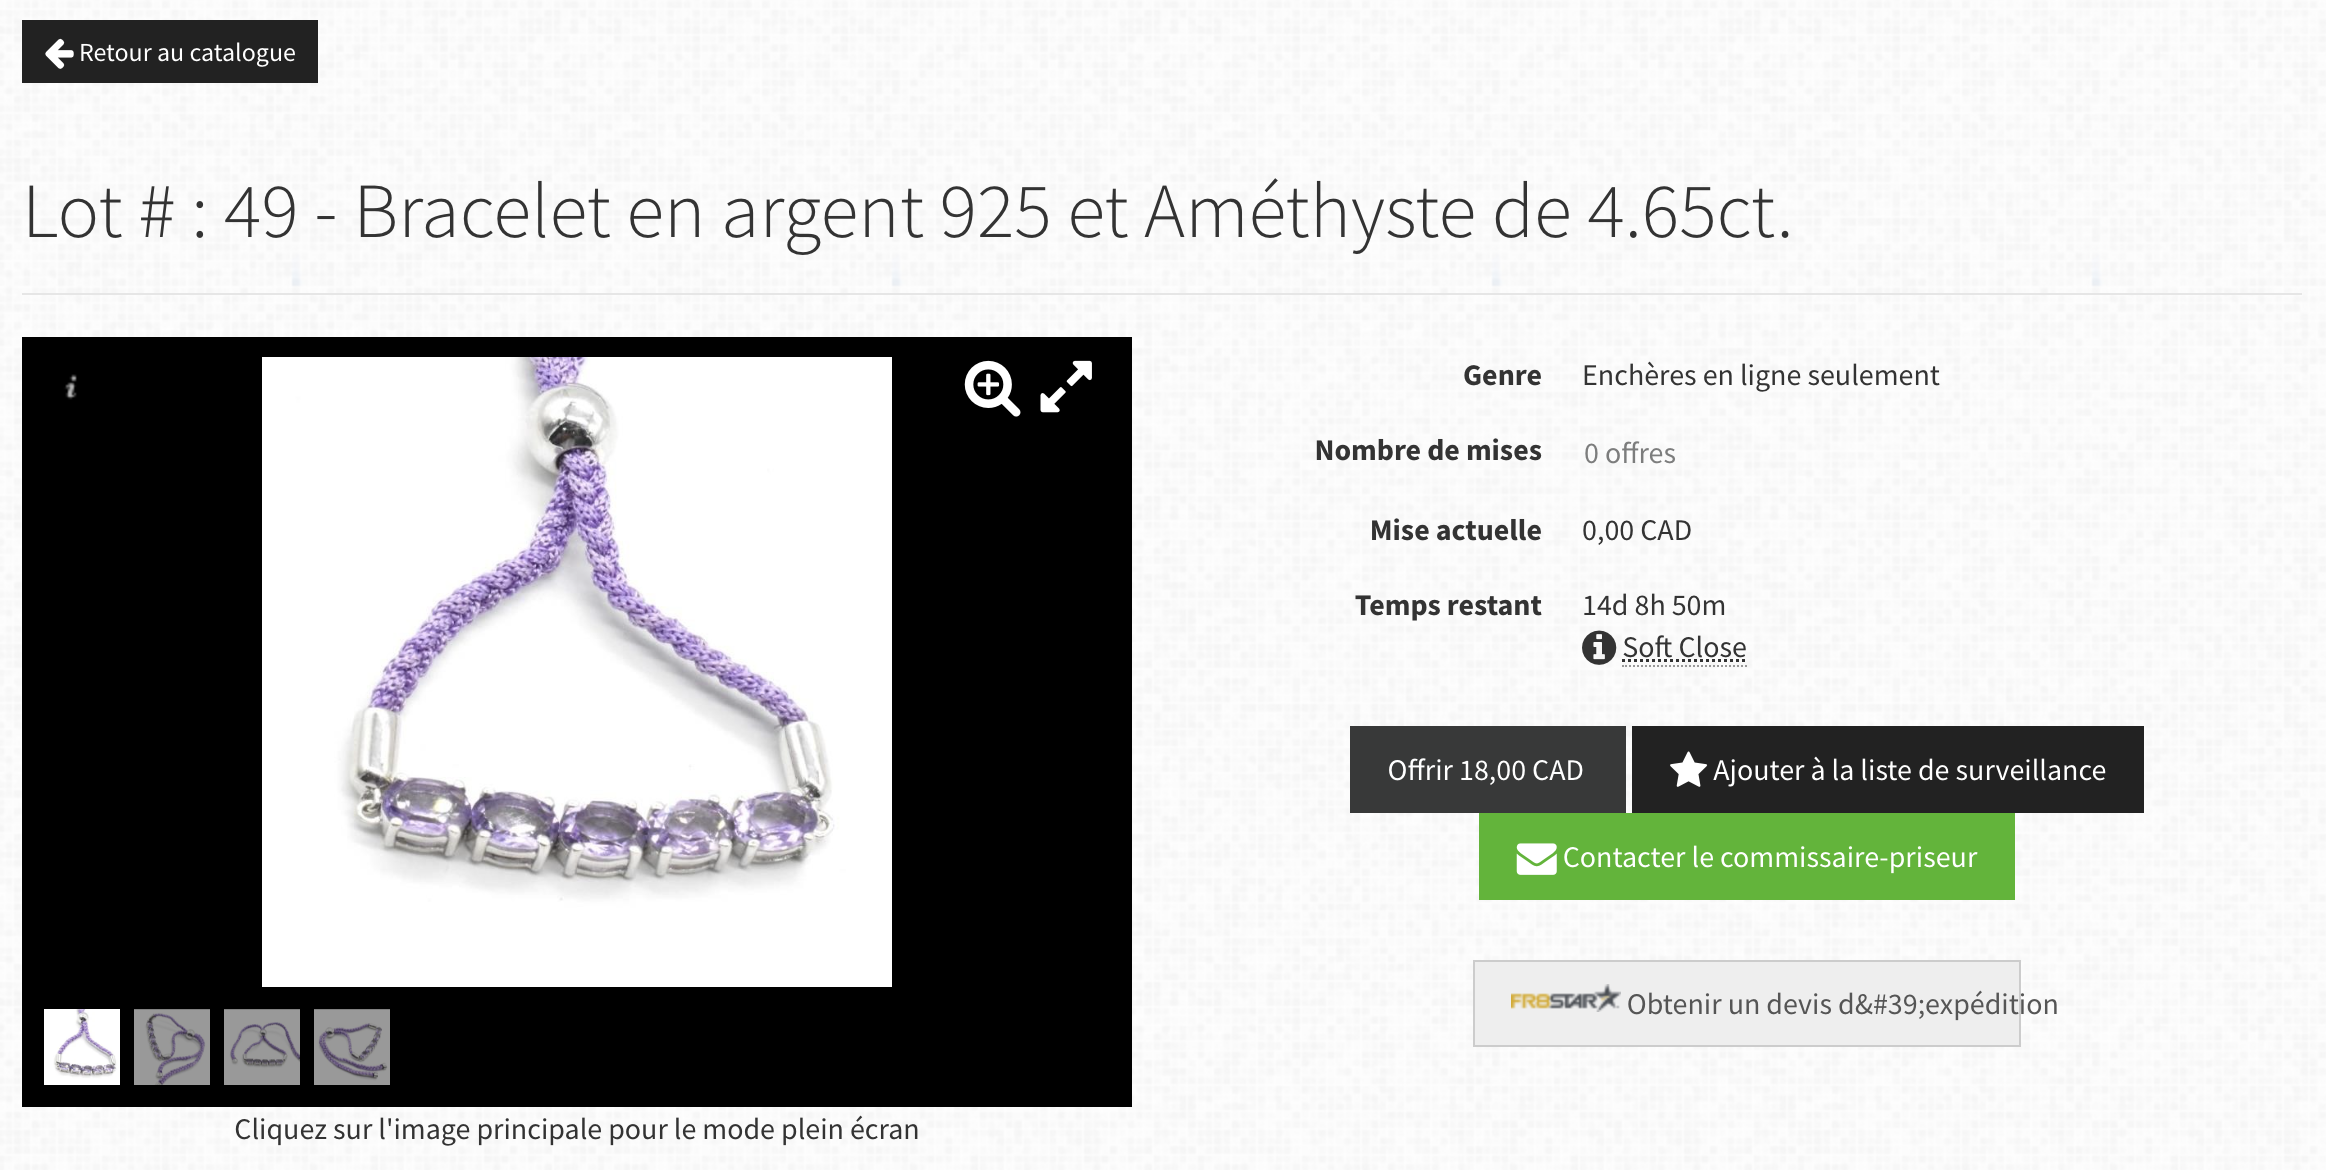 Retour au catalogue
Lot # : 49 - Bracelet en argent 925 et Améthyste de 4.65ct.
i
Genre Enchères en ligne seulement
Nombre de mises 0 offres
Mise actuelle 0,00 CAD
Temps restant 14d 8h 50m
Soft Close
Offrir 18,00 CAD
Ajouter à la liste de surveillance
Contacter le commissaire-priseur
FR8STAR Obtenir un devis d&#39;expédition
Cliquez sur l'image principale pour le mode plein écran